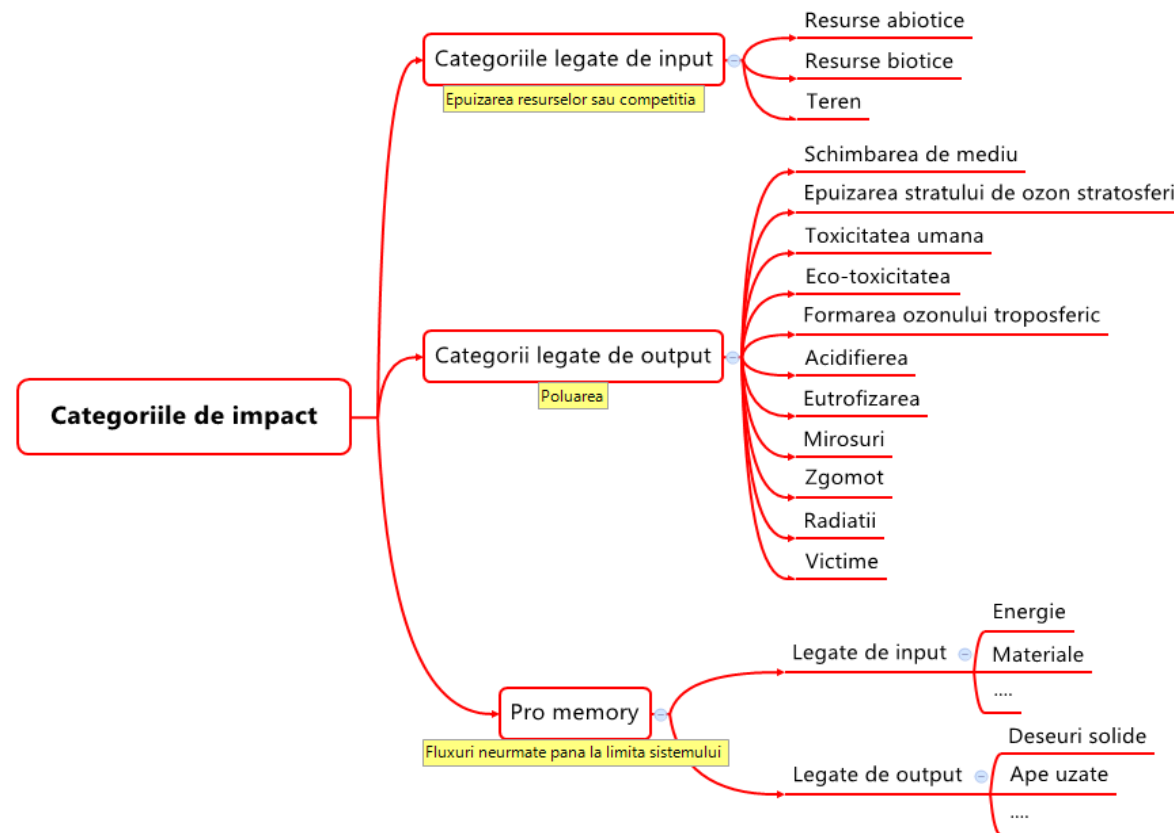 Resurse abiotice
Categoriile legate de input
Resurse biotice
Epuizarea resurselor sau competitia
Teren
Schimbarea de mediu
Epuizarea stratului de ozon stratosferi
Toxicitatea umana
Eco-toxicitatea
Formarea ozonului troposferic
Categorii legate de output
Acidifierea
Poluarea
Eutrofizarea
Categoriile de impact
Mirosuri
Zgomot
Radiatii
Victime
Energie
Legate de input
Materiale
....
Pro memory
Fluxuri neurmate pana la limita sistemului
Deseuri solide
Legate de output
Ape uzate
....